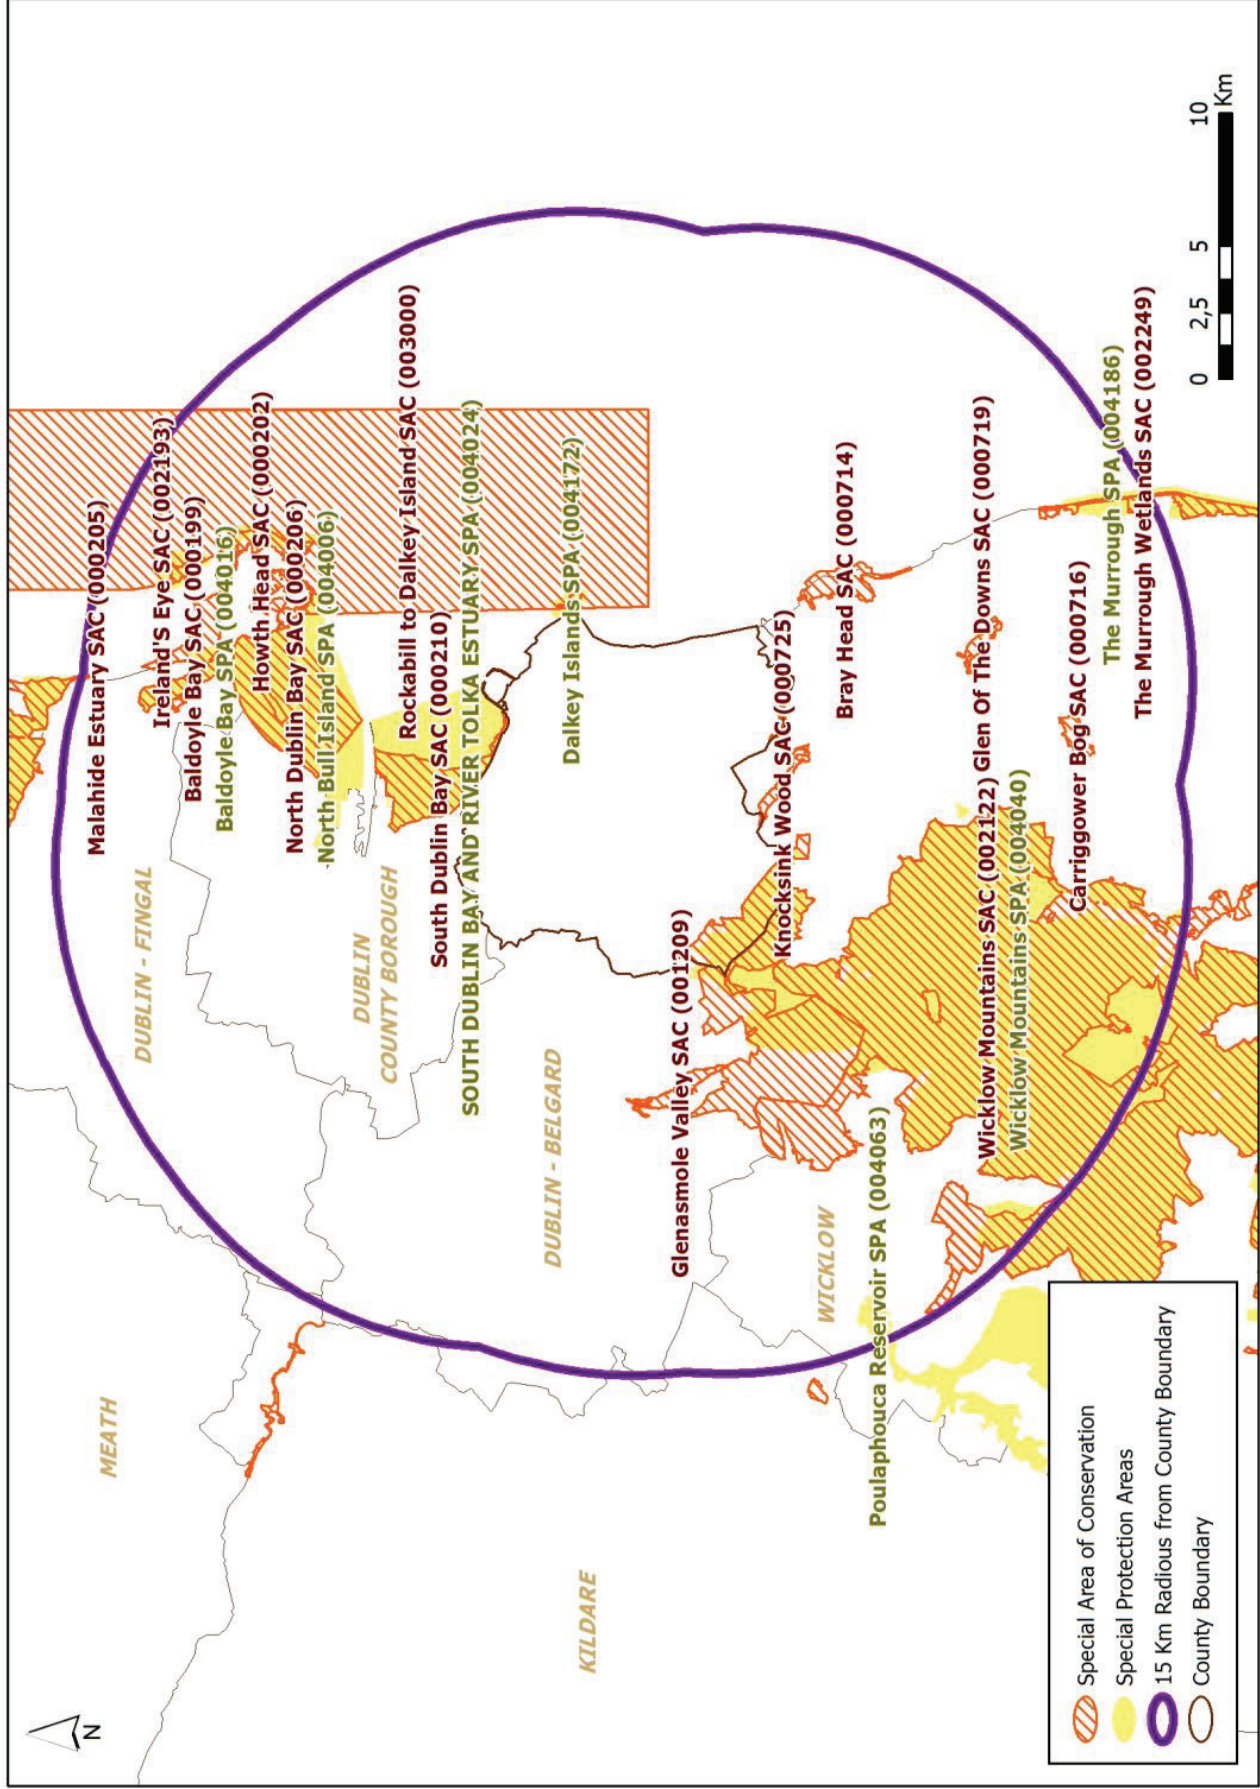 N
MEATH
DUBLIN - FINGAL
Malahide Estuary SAC (000205)
Ireland'S Eye SAC (002193)
Baldoyle Bay SAC (000199)
Baldoyle Bay SPA (004016)
Howth Head SAC (000202)
North Dublin Bay SAC (000206)
North Bull Island SPA (004006)
DUBLIN
COUNTY BOROUGH
Rockabill to Dalkey Island SAC (003000)
South Dublin Bay SAC (000210)
SOUTH DUBLIN BAY AND RIVER TOLKA ESTUARY SPA (004024)
DUBLIN - BELGARD
Dalkey Islands SPA (004172)
KILDARE
Glenasmole Valley SAC (001209)
Knocksink Wood SAC (000725)
WICKLOW
Bray Head SAC (000714)
Poulaphouca Reservoir SPA (004063)
Wicklow Mountains SAC (002122)
Glen Of The Downs SAC (000719)
Wicklow Mountains SPA (004040)
Carriggower Bog SAC (000716)
The Murrough SPA (004186)
The Murrough Wetlands SAC (002249)
Special Area of Conservation
Special Protection Areas
15 Km Radious from County Boundary
County Boundary
0 2,5 5 10
Km